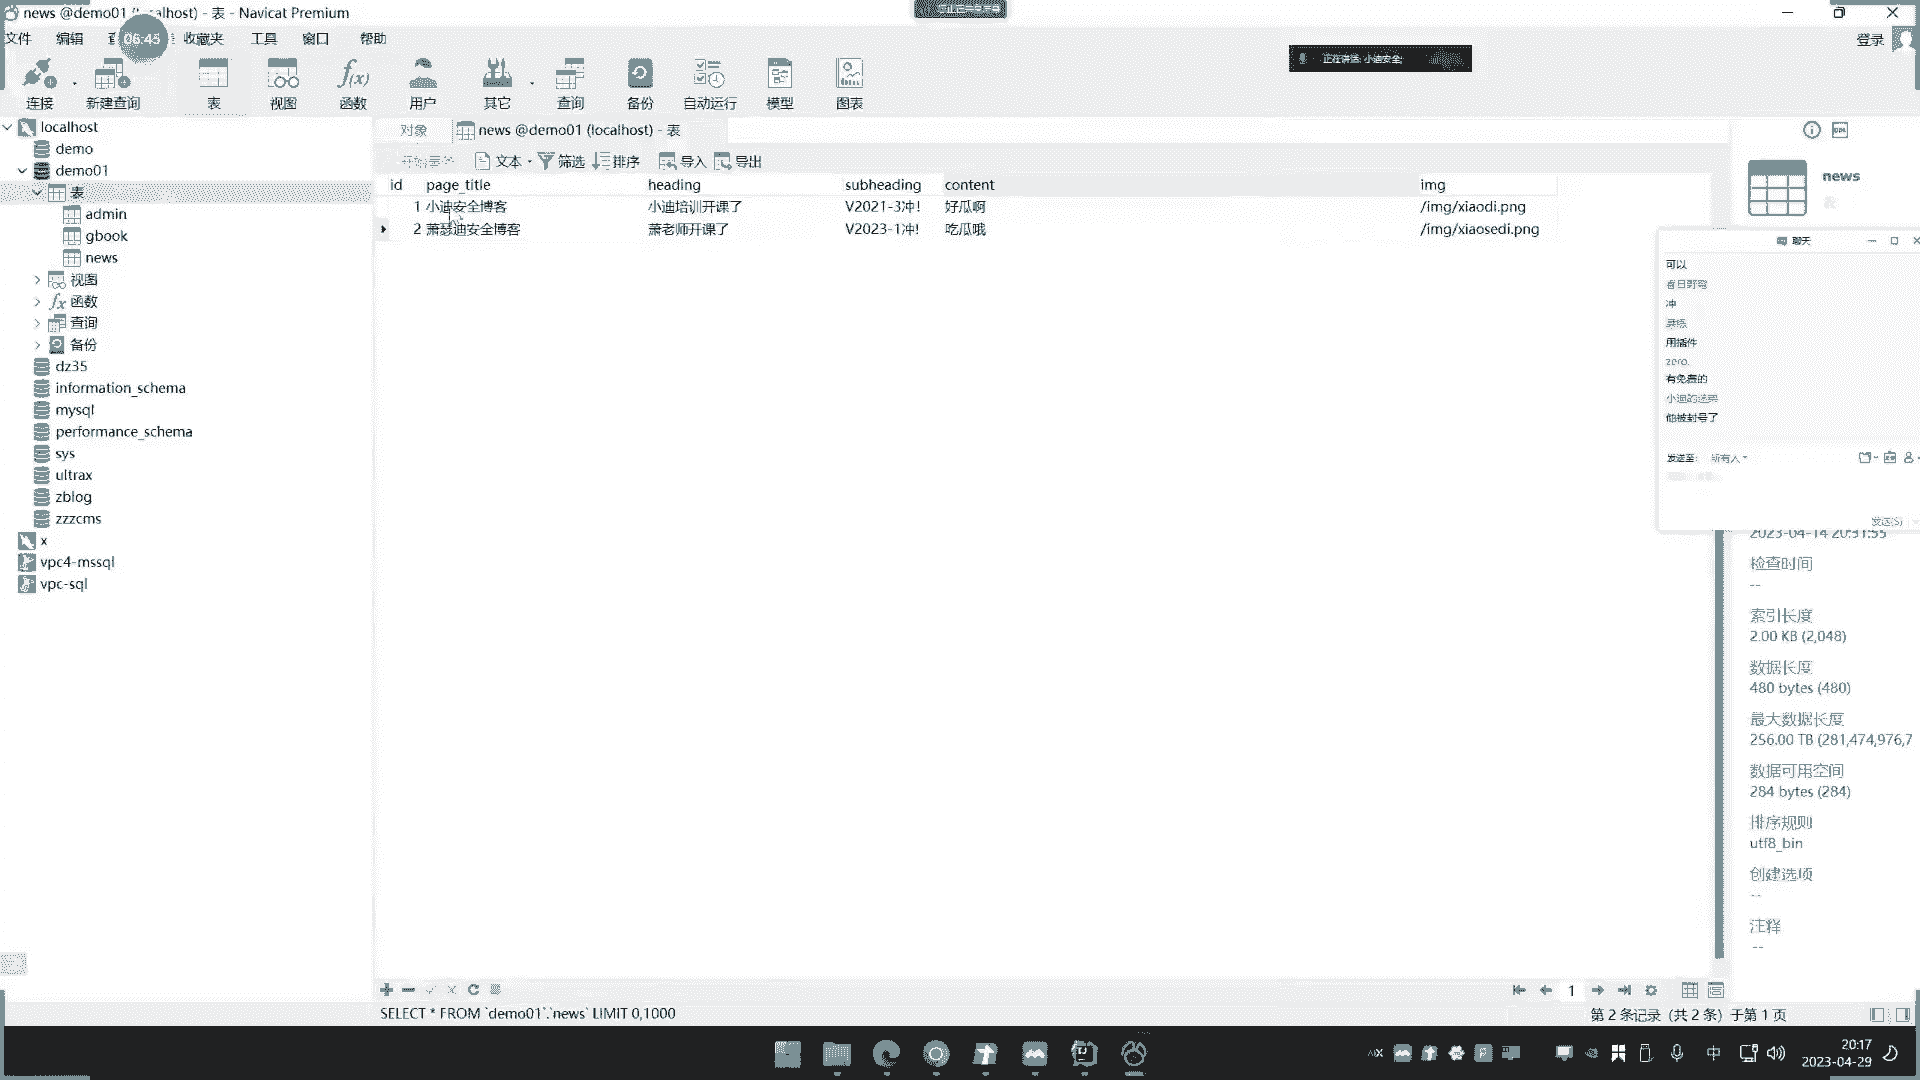 news @demo01 (localhost) - 表 - Navicat Premium
文件 编辑 收藏夹 工具 窗口 帮助
06:45
登录
正在讲话: 小迪安全;
连接 新建查询 表 视图 函数 用户 其它 查询 备份 自动运行 模型 图表
localhost
demo
demo01
表
admin
gbook
news
视图
函数
查询
备份
dz35
information_schema
mysql
performance_schema
sys
ultrax
zblog
zzzcms
x
vpc4-mssql
vpc-sql
对象 news @demo01 (localhost) - 表
开始事务 文本 筛选 排序 导入 导出
id page_title heading subheading content img
1 小迪安全博客 小迪培训开课了 V2021-3冲! 好瓜啊 /img/xiaodi.png
2 萧瑟迪安全博客 萧老师开课了 V2023-1冲! 吃瓜哦 /img/xiaosedi.png
news
表
聊天
可以
冲
用插件
zero.
有免费的
他被封号了
发送至: 所有人
发送(S)
2023-04-14 20:31:55
检查时间
--
索引长度
2.00 KB (2,048)
数据长度
480 bytes (480)
最大数据长度
256.00 TB (281,474,976,7
数据可用空间
284 bytes (284)
排序规则
utf8_bin
创建选项
--
注释
--
1
SELECT * FROM `demo01`.`news` LIMIT 0,1000
第 2 条记录 (共 2 条) 于第 1 页
中
20:17
2023-04-29